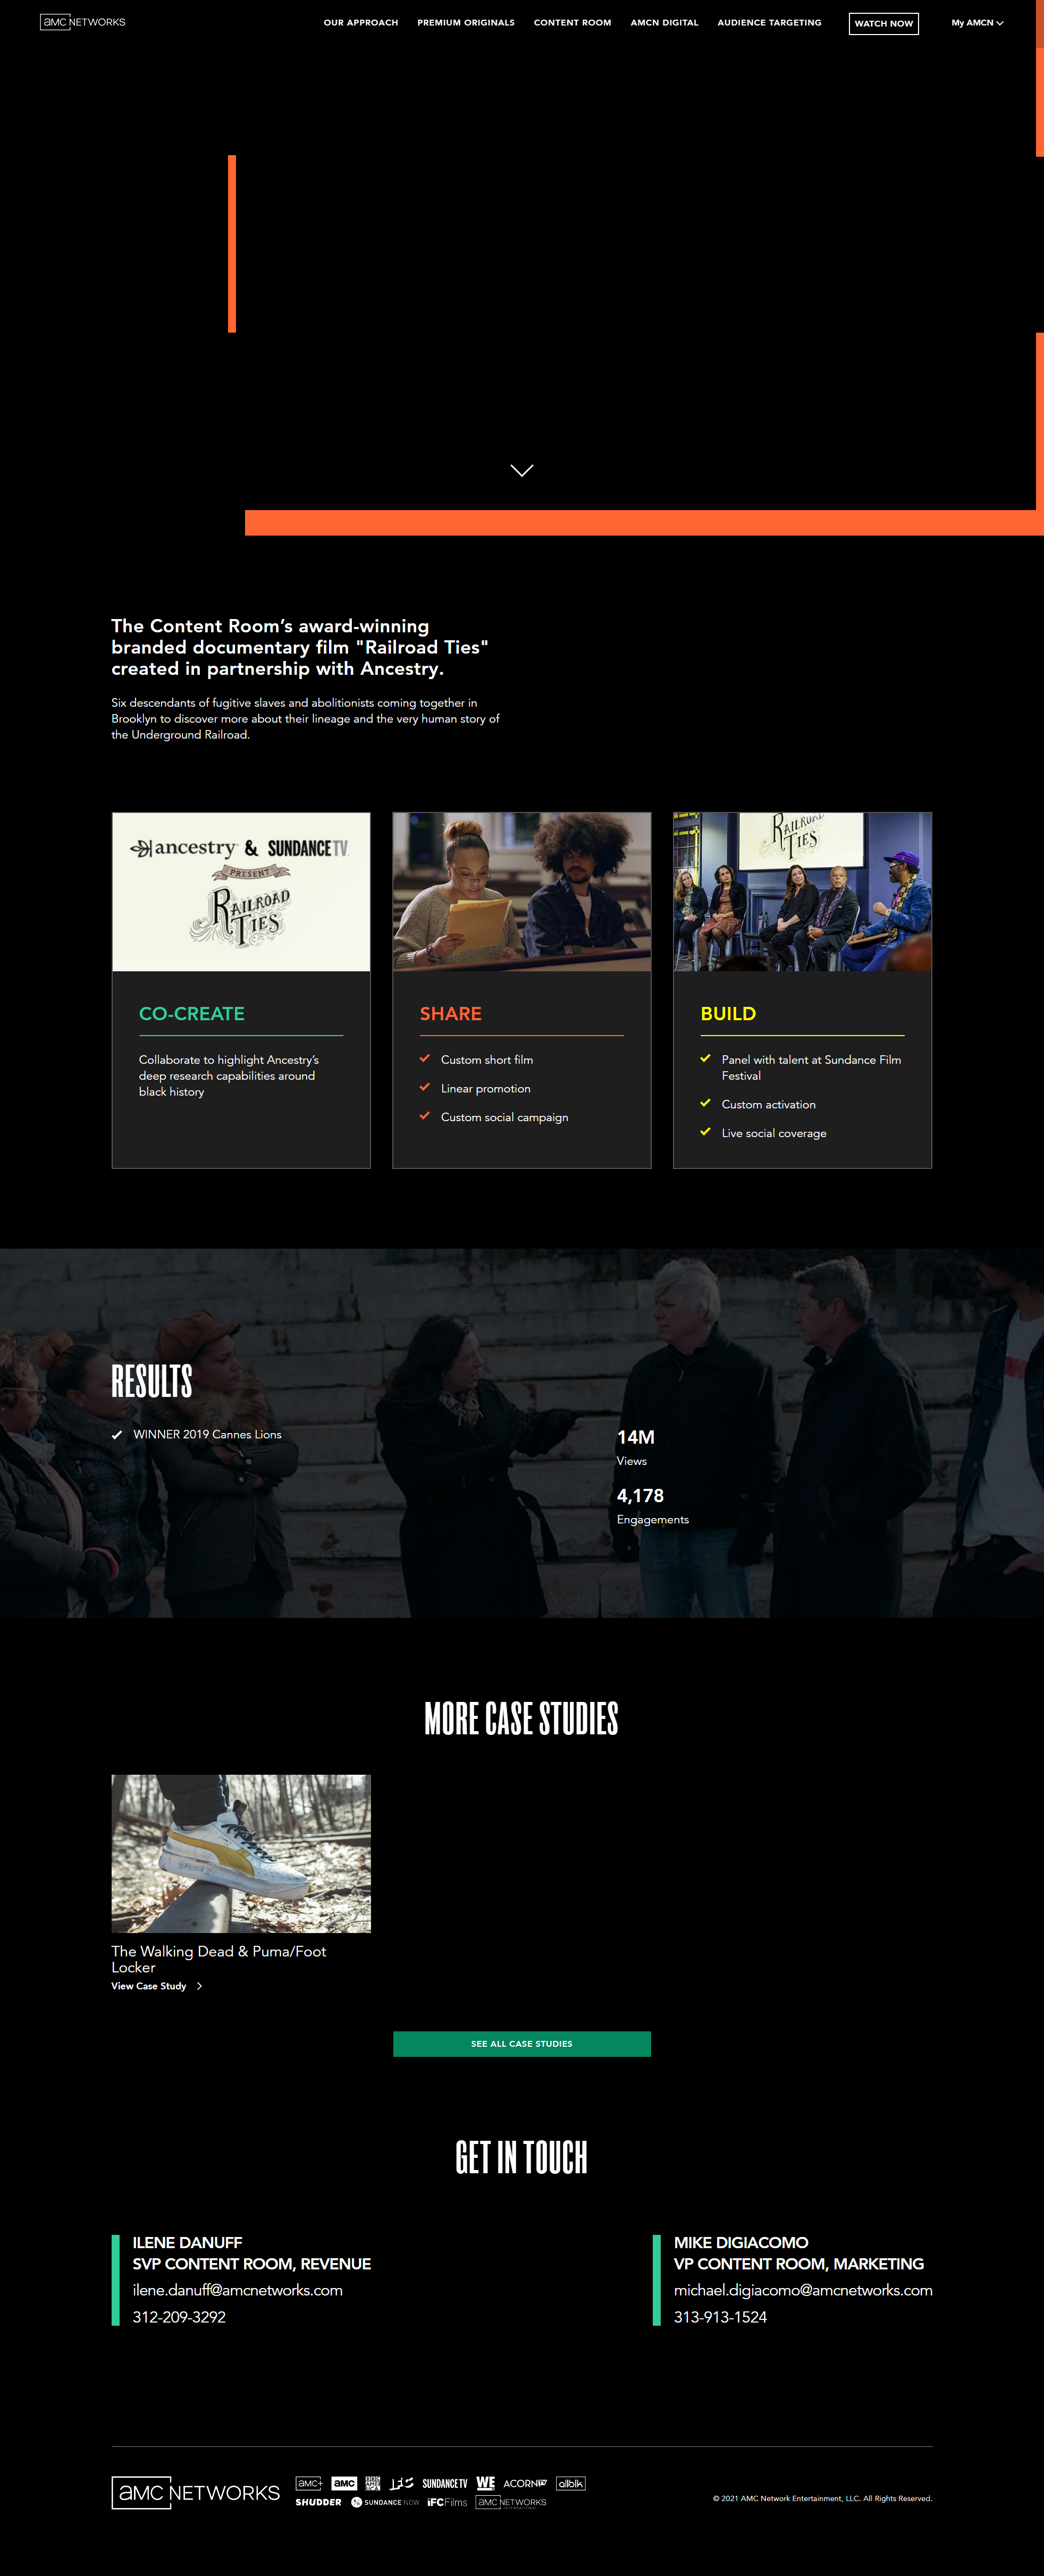 aMC NETWORKS
OUR APPROACH PREMIUM ORIGINALS CONTENT ROOM AMCN DIGITAL AUDIENCE TARGETING WATCH NOW My AMCN
The Content Room’s award-winning
branded documentary film "Railroad Ties"
created in partnership with Ancestry.
Six descendants of fugitive slaves and abolitionists coming together in
Brooklyn to discover more about their lineage and the very human story of
the Underground Railroad.
ancestry & SUNDANCE TV
PRESENT
RAILROAD
TIES
RAILROAD
TIES
CO-CREATE
Collaborate to highlight Ancestry’s
deep research capabilities around
black history
SHARE
Custom short film
Linear promotion
Custom social campaign
BUILD
Panel with talent at Sundance Film
Festival
Custom activation
Live social coverage
RESULTS
WINNER 2019 Cannes Lions
14M
Views
4,178
Engagements
MORE CASE STUDIES
The Walking Dead & Puma/Foot
Locker
View Case Study
SEE ALL CASE STUDIES
GET IN TOUCH
ILENE DANUFF
SVP CONTENT ROOM, REVENUE
ilene.danuff@amcnetworks.com
312-209-3292
MIKE DIGIACOMO
VP CONTENT ROOM, MARKETING
michael.digiacomo@amcnetworks.com
313-913-1524
aMC NETWORKS
aMC+ aMC BBC AMERICA IFC SUNDANCE TV WE ACORN TV allblk
SHUDDER SUNDANCE NOW IFC Films aMC NETWORKS INTERNATIONAL
© 2021 AMC Network Entertainment, LLC. All Rights Reserved.